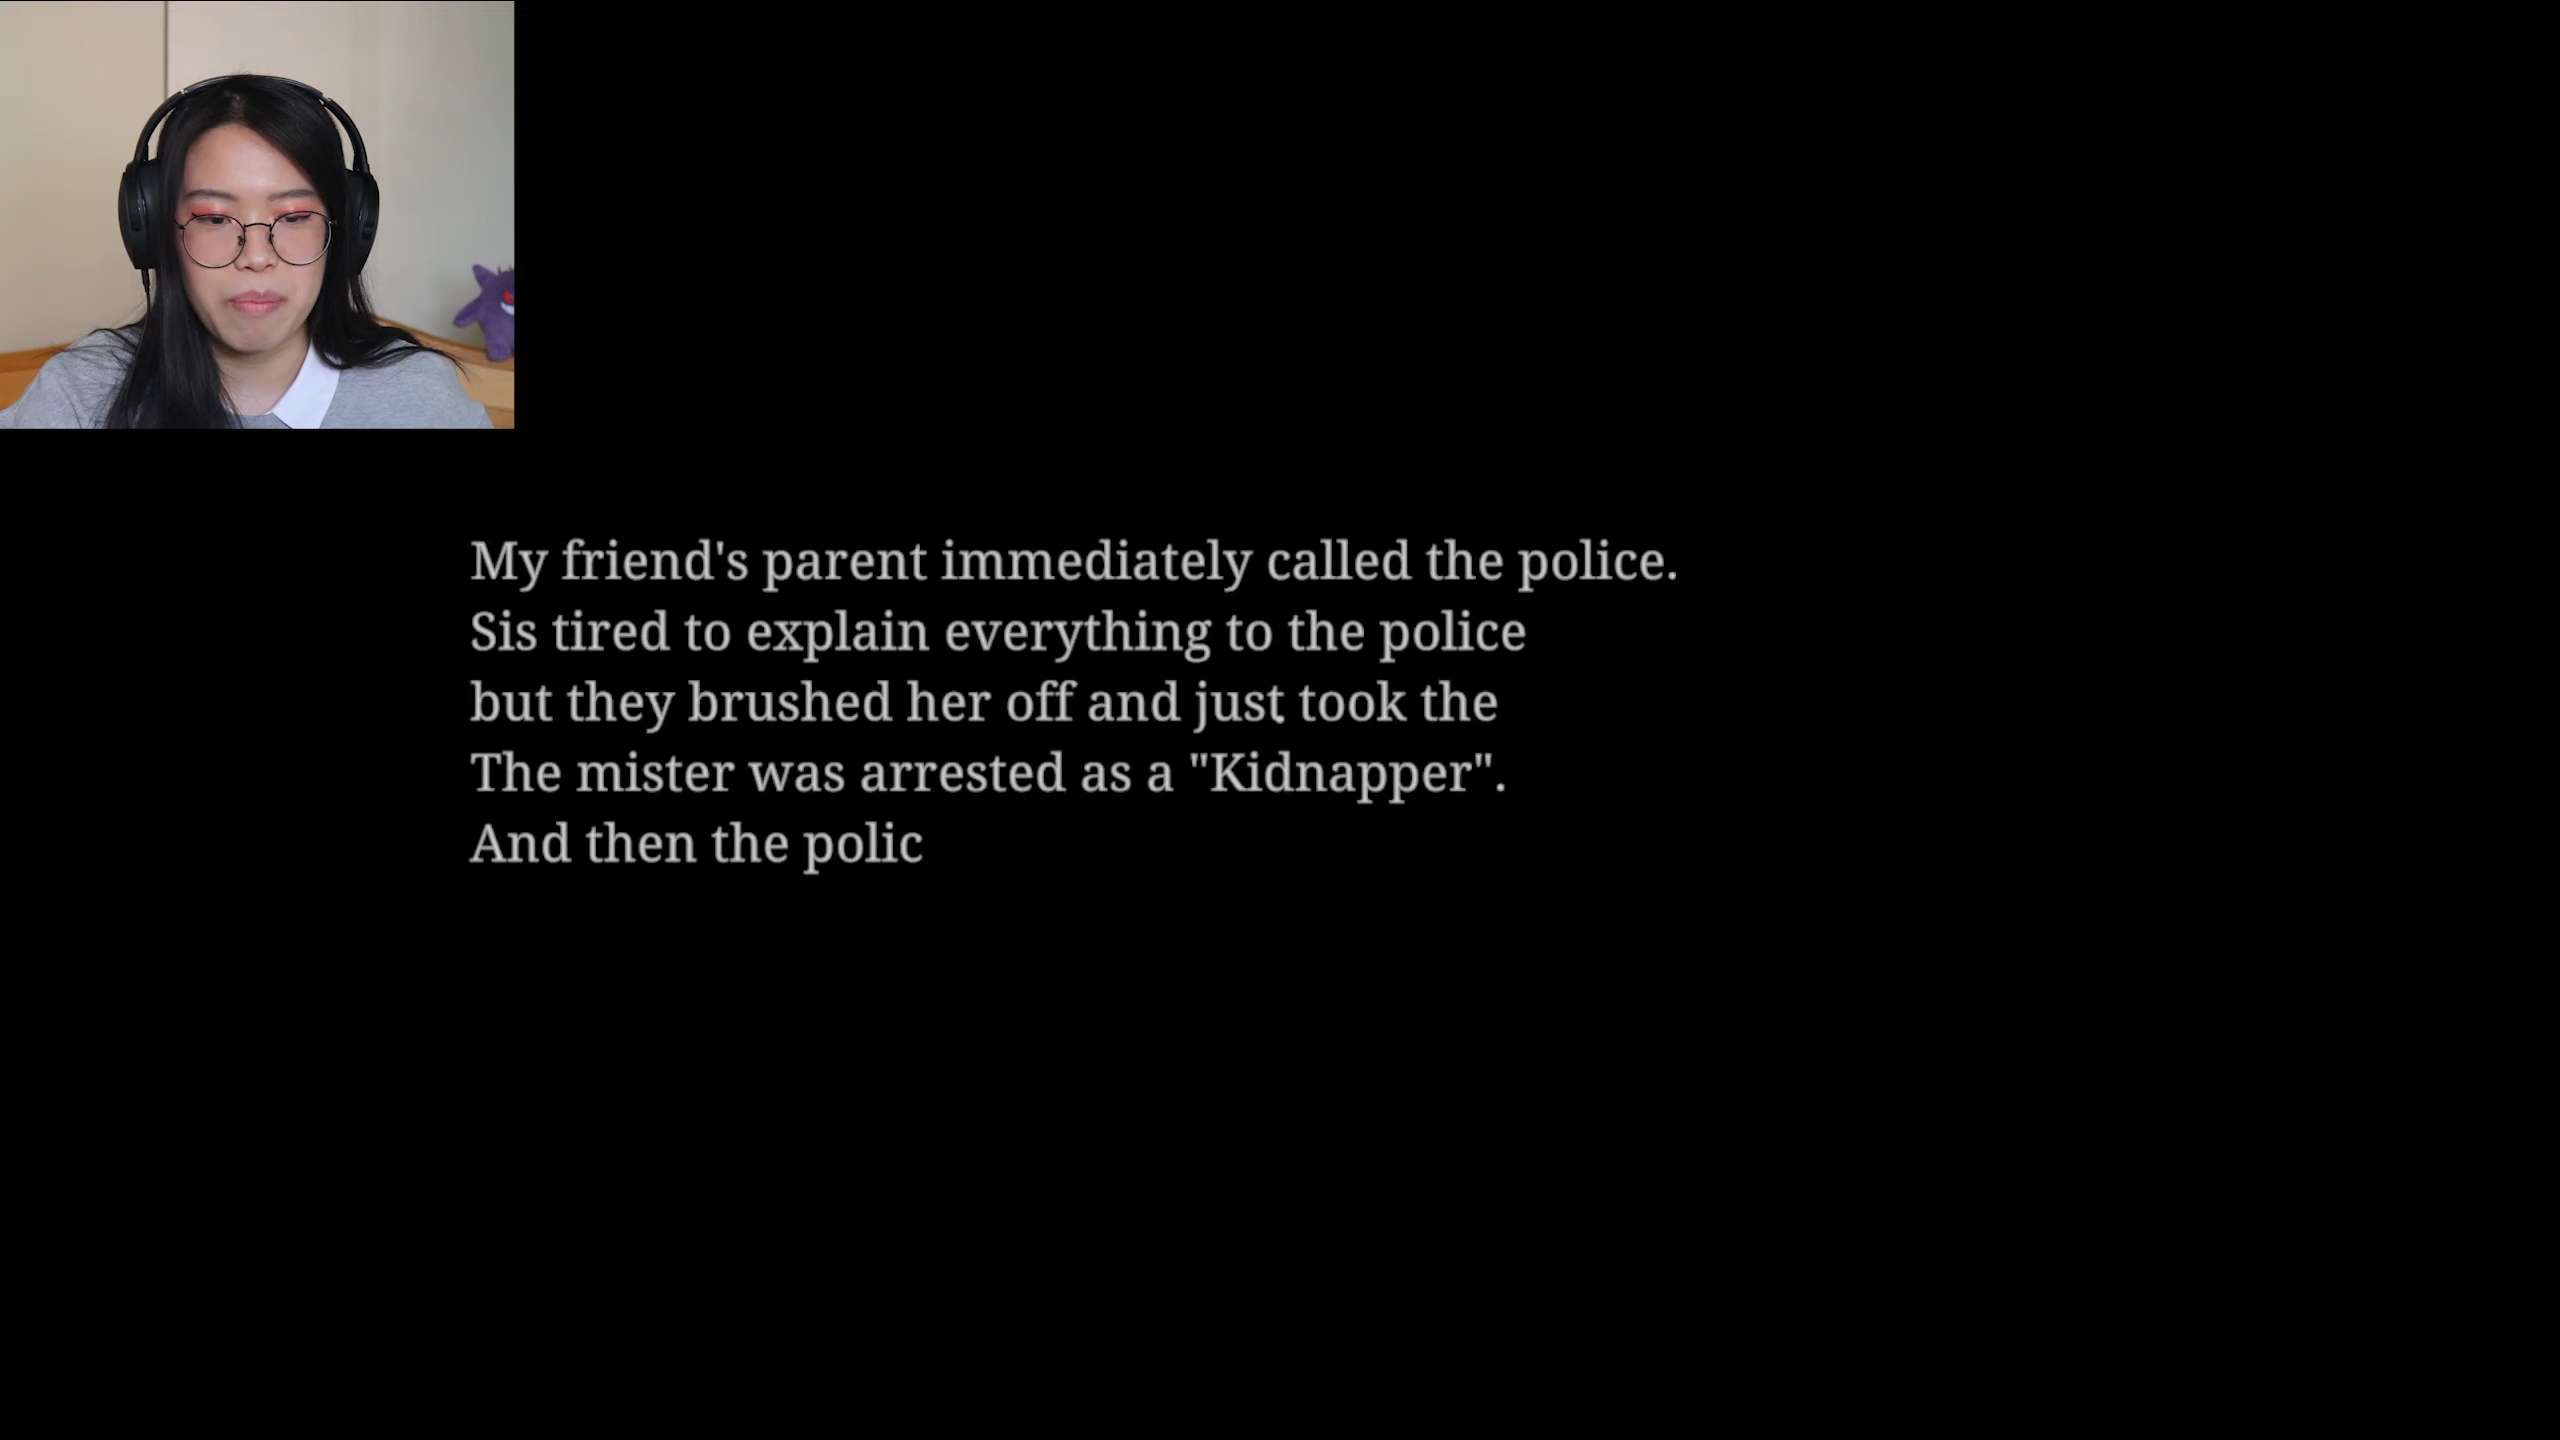 My friend's parent immediately called the police.
Sis tired to explain everything to the police
but they brushed her off and just took the
The mister was arrested as a "Kidnapper".
And then the polic